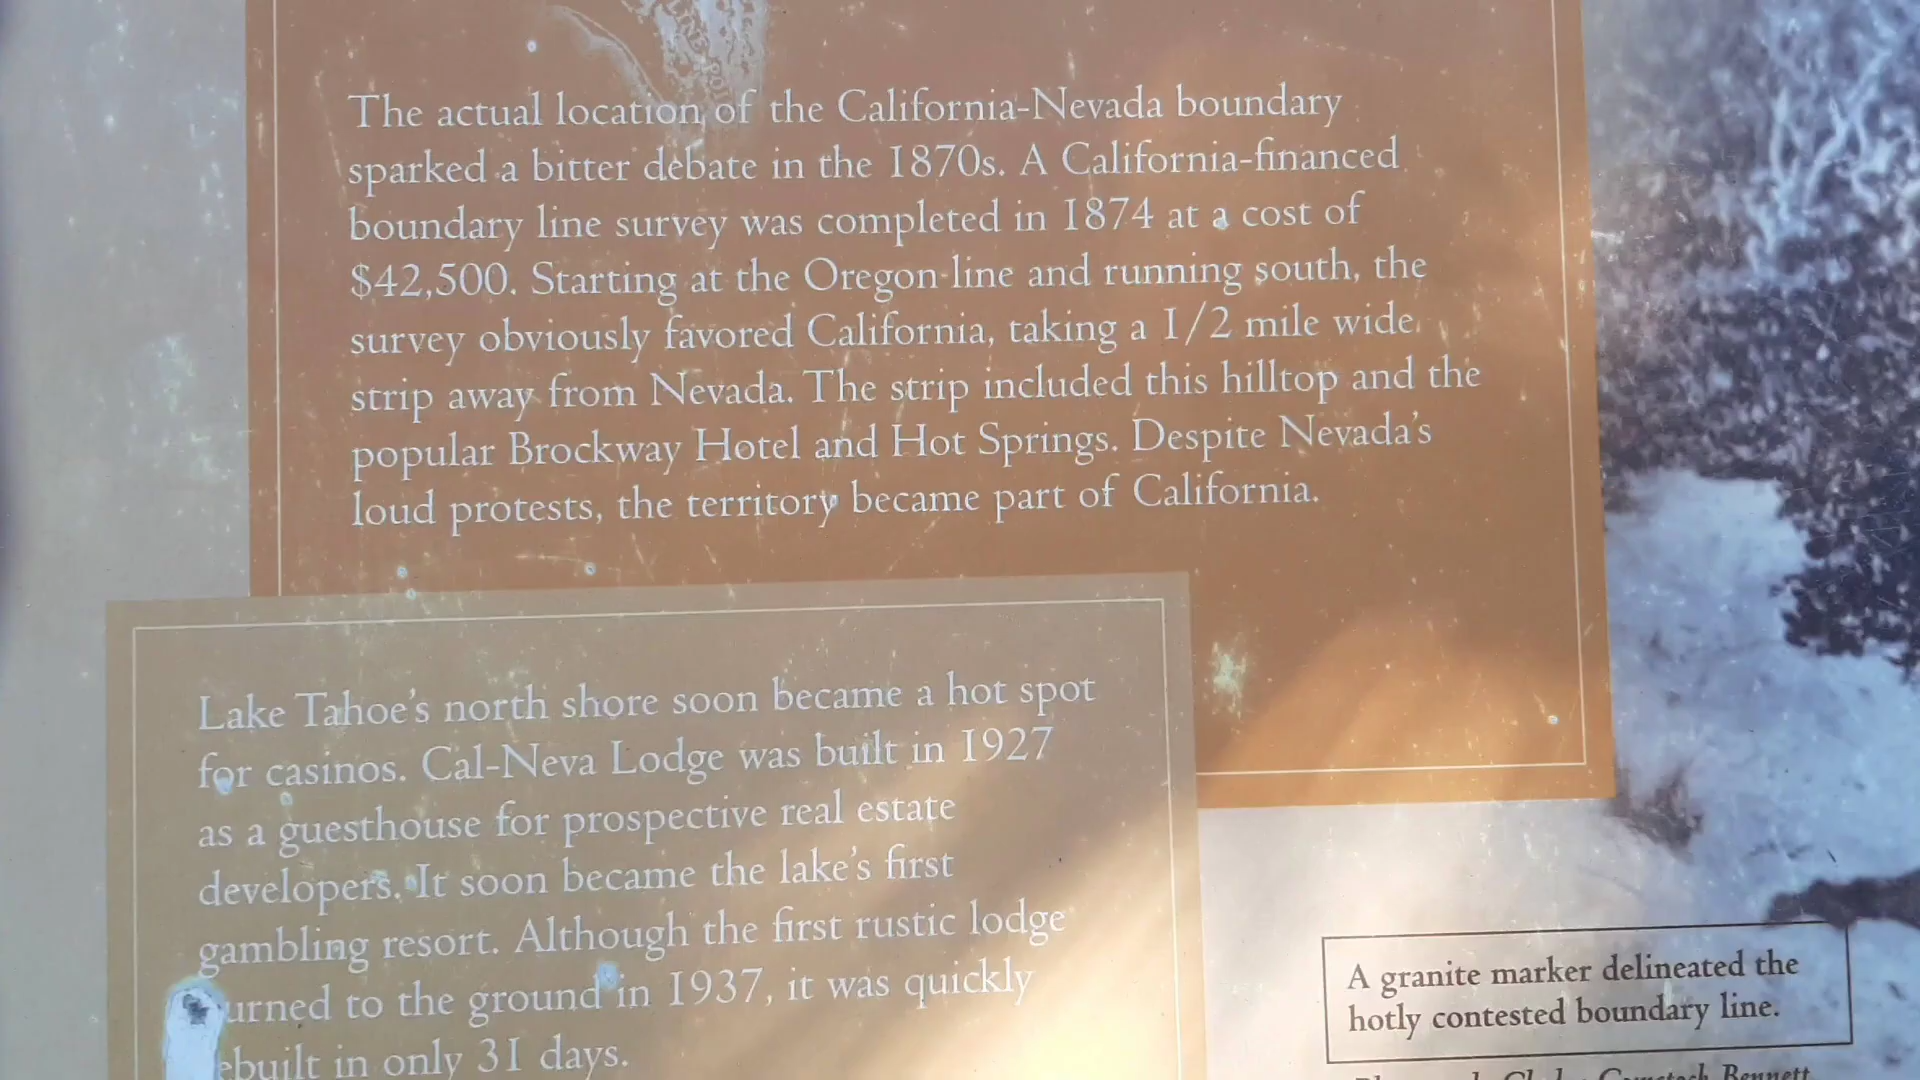 The actual location of the California-Nevada boundary
sparked a bitter debate in the 1870s. A California-financed
boundary line survey was completed in 1874 at a cost of
$42,500. Starting at the Oregon line and running south, the
survey obviously favored California, taking a 1/2 mile wide
strip away from Nevada. The strip included this hilltop and the
popular Brockway Hotel and Hot Springs. Despite Nevada's
loud protests, the territory became part of California.
Lake Tahoe's north shore soon became a hot spot
for casinos. Cal-Neva Lodge was built in 1927
as a guesthouse for prospective real estate
developers. It soon became the lake's first
gambling resort. Although the first rustic lodge
urned to the ground in 1937, it was quickly
ebuilt in only 31 days.
A granite marker delineated the
hotly contested boundary line.
Comstock Bennett